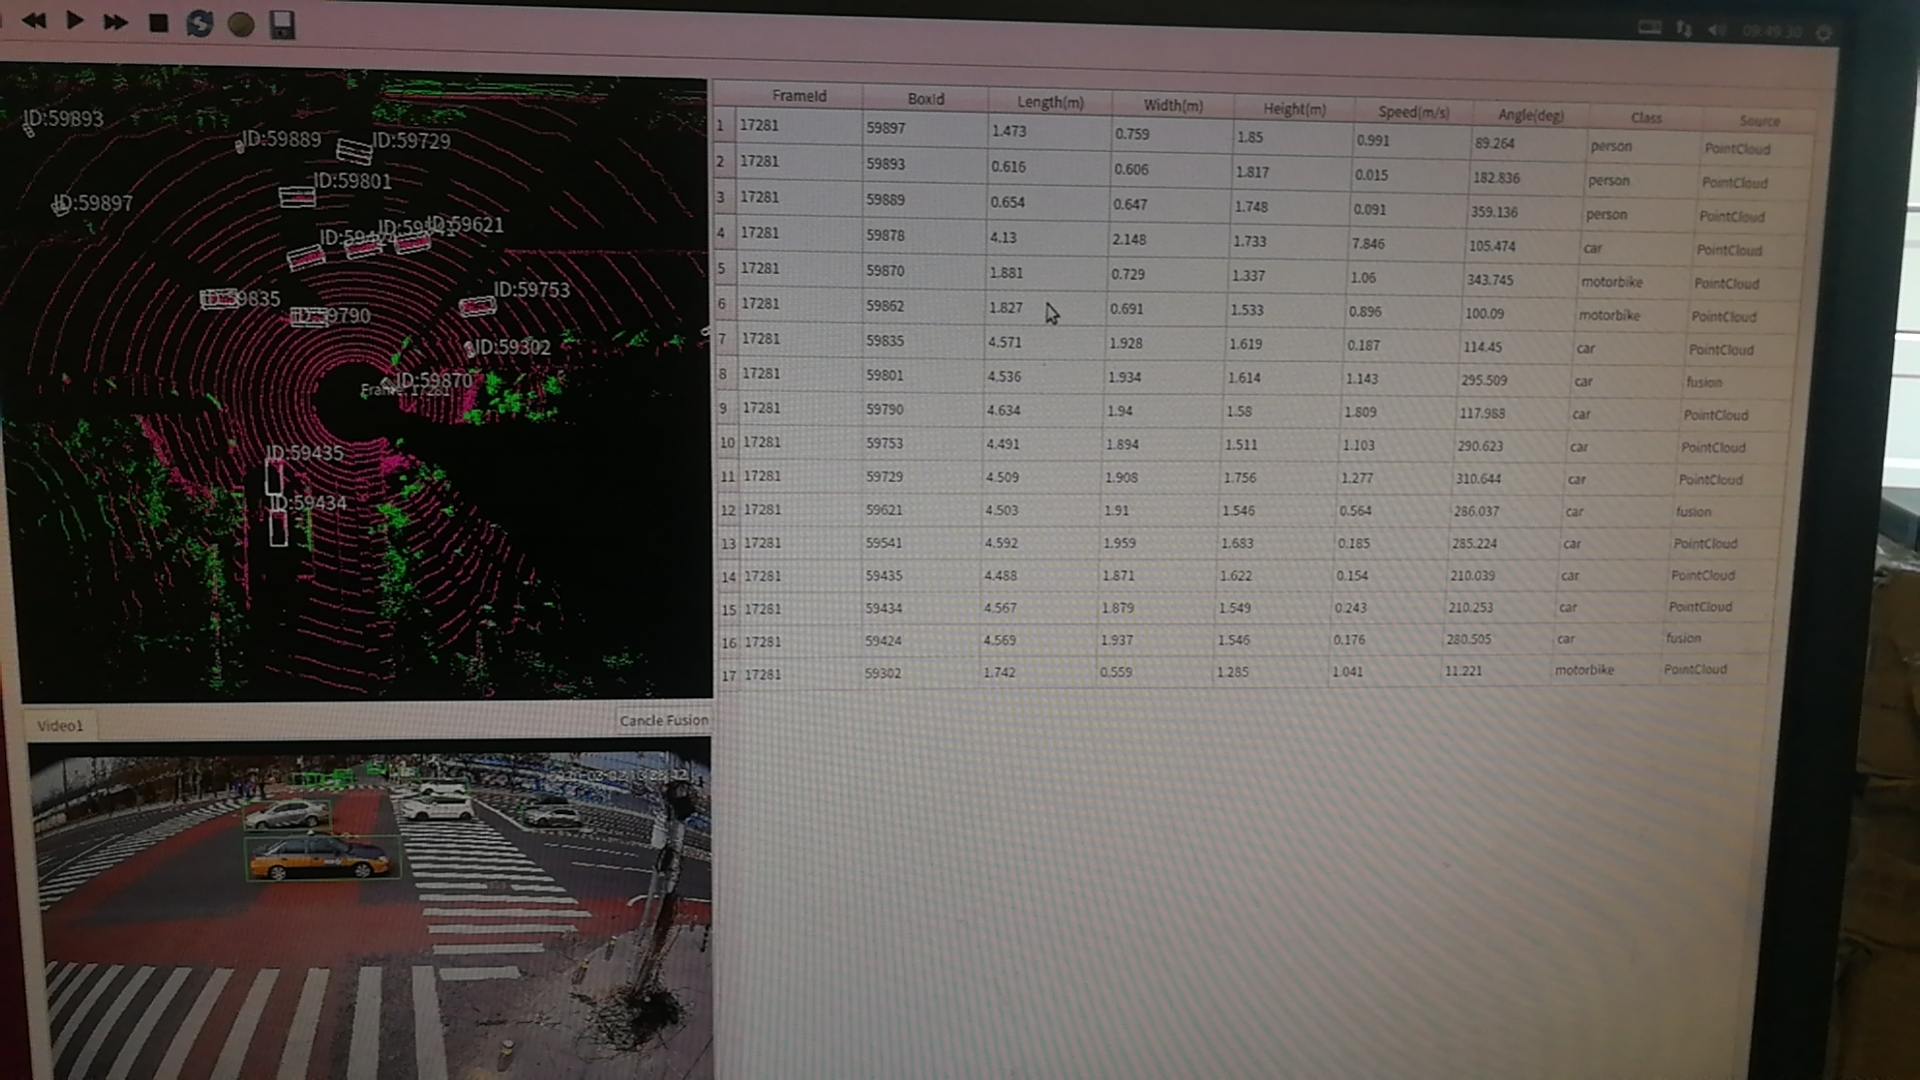 09:49:30
ID:59893
ID:59889
ID:59729
ID:59801
ID:59897
ID:59621
ID:59835
ID:59790
ID:59753
ID:59302
ID:59870
Frame: 17281
ID:59435
ID:59434
FrameId BoxId Length(m) Width(m) Height(m) Speed(m/s) Angle(deg) Class Source
1 17281 59897 1.473 0.759 1.85 0.991 89.264 person PointCloud
2 17281 59893 0.616 0.606 1.817 0.015 182.836 person PointCloud
3 17281 59889 0.654 0.647 1.748 0.091 359.136 person PointCloud
4 17281 59878 4.13 2.148 1.733 7.846 105.474 car PointCloud
5 17281 59870 1.881 0.729 1.337 1.06 343.745 motorbike PointCloud
6 17281 59862 1.827 0.691 1.533 0.896 100.09 motorbike PointCloud
7 17281 59835 4.571 1.928 1.619 0.187 114.45 car PointCloud
8 17281 59801 4.536 1.934 1.614 1.143 295.509 car fusion
9 17281 59790 4.634 1.94 1.58 1.809 117.988 car PointCloud
10 17281 59753 4.491 1.894 1.511 1.103 290.623 car PointCloud
11 17281 59729 4.509 1.908 1.756 1.277 310.644 car PointCloud
12 17281 59621 4.503 1.91 1.546 0.564 286.037 car fusion
13 17281 59541 4.592 1.959 1.683 0.185 285.224 car PointCloud
14 17281 59435 4.488 1.871 1.622 0.154 210.039 car PointCloud
15 17281 59434 4.567 1.879 1.549 0.243 210.253 car PointCloud
16 17281 59424 4.569 1.937 1.546 0.176 280.505 car fusion
17 17281 59302 1.742 0.559 1.285 1.041 11.221 motorbike PointCloud
Video1
Cancle Fusion